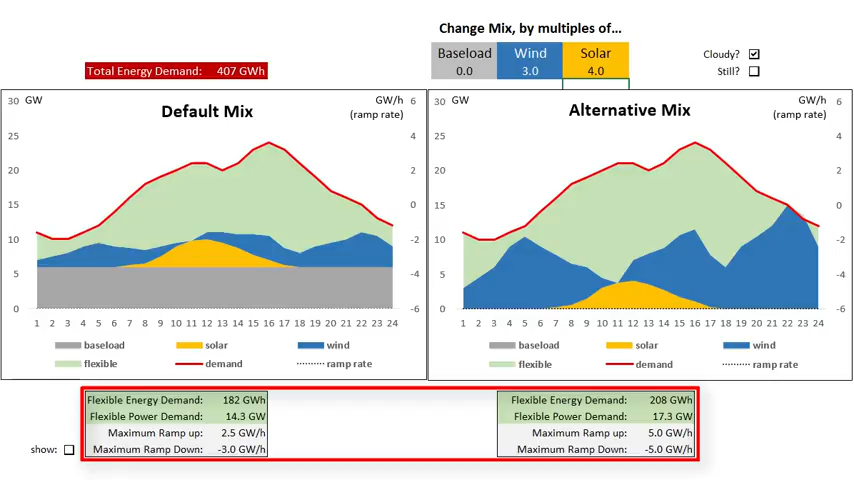 Change Mix, by multiples of...
Baseload Wind Solar
0.0 3.0 4.0
Cloudy?
Still?
Total Energy Demand: 407 GWh
30 GW Default Mix GW/h 6
(ramp rate)
25 4
20 2
15 0
10 -2
5 -4
0 -6
1 2 3 4 5 6 7 8 9 10 11 12 13 14 15 16 17 18 19 20 21 22 23 24
baseload solar wind
flexible demand ramp rate
30 GW Alternative Mix GW/h 6
(ramp rate)
25 4
20 2
15 0
10 -2
5 -4
0 -6
1 2 3 4 5 6 7 8 9 10 11 12 13 14 15 16 17 18 19 20 21 22 23 24
baseload solar wind
flexible demand ramp rate
Flexible Energy Demand: 182 GWh
Flexible Power Demand: 14.3 GW
Maximum Ramp up: 2.5 GW/h
Maximum Ramp Down: -3.0 GW/h
Flexible Energy Demand: 208 GWh
Flexible Power Demand: 17.3 GW
Maximum Ramp up: 5.0 GW/h
Maximum Ramp Down: -5.0 GW/h
show: